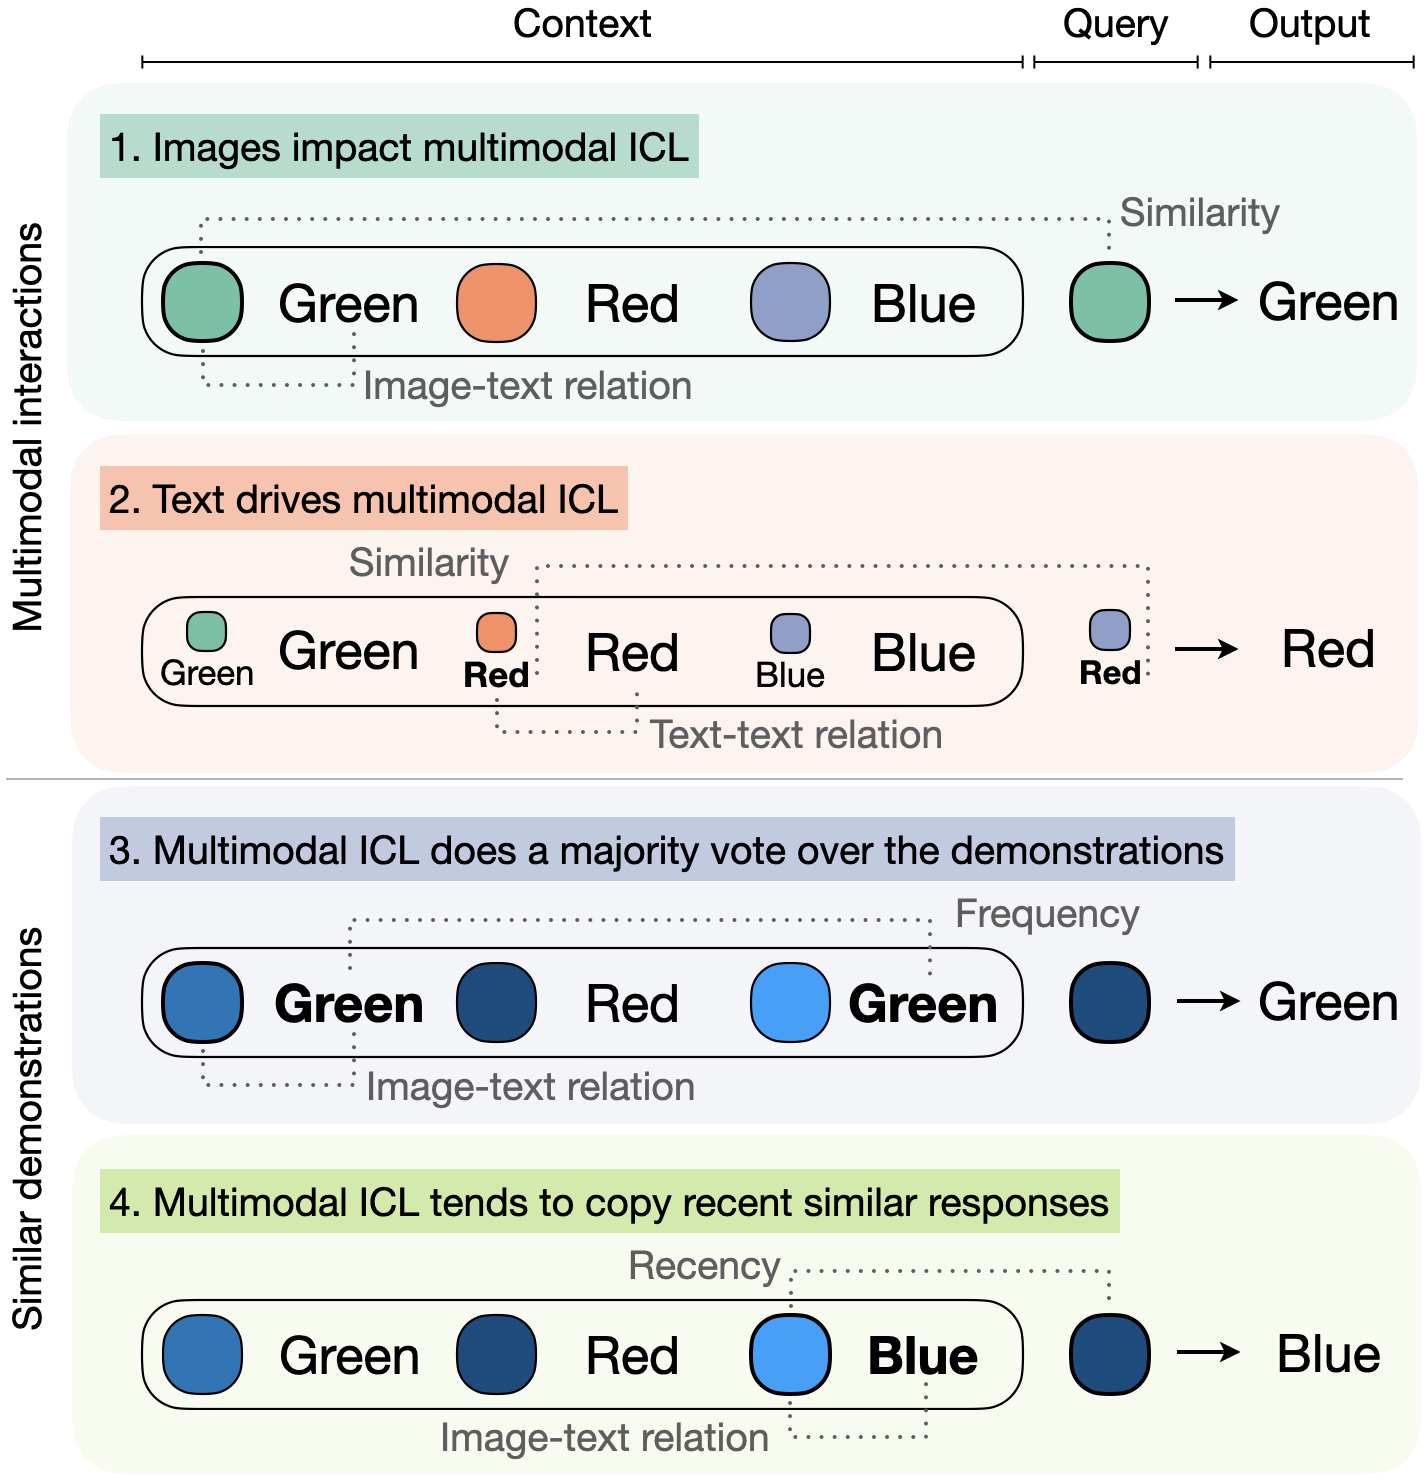 Context Query Output
Multimodal interactions
1. Images impact multimodal ICL
Similarity
Green Red Blue Green
Image-text relation
2. Text drives multimodal ICL
Similarity
Green Red Blue Red
Green Red Blue Red
Text-text relation
Similar demonstrations
3. Multimodal ICL does a majority vote over the demonstrations
Frequency
Green Red Green Green
Image-text relation
4. Multimodal ICL tends to copy recent similar responses
Recency
Green Red Blue Blue
Image-text relation